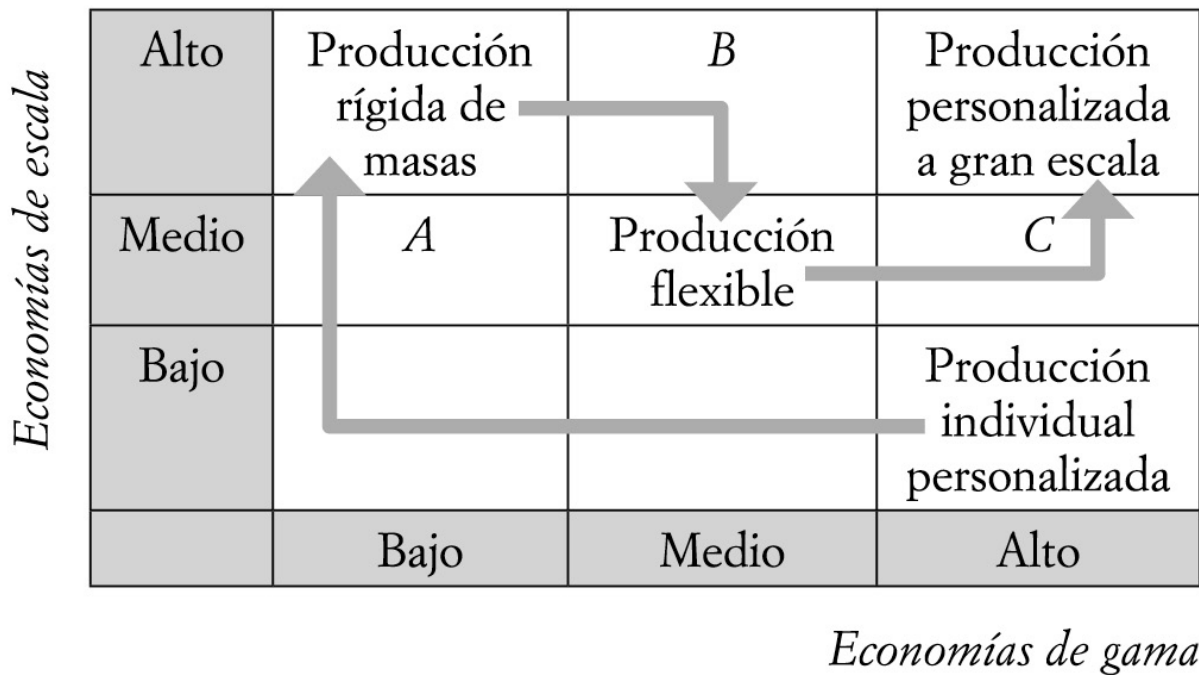 Economías de escala
Alto
Producción
rígida de
masas
B
Producción
personalizada
a gran escala
Medio
A
Producción
flexible
C
Bajo
Producción
individual
personalizada
Bajo
Medio
Alto
Economías de gama